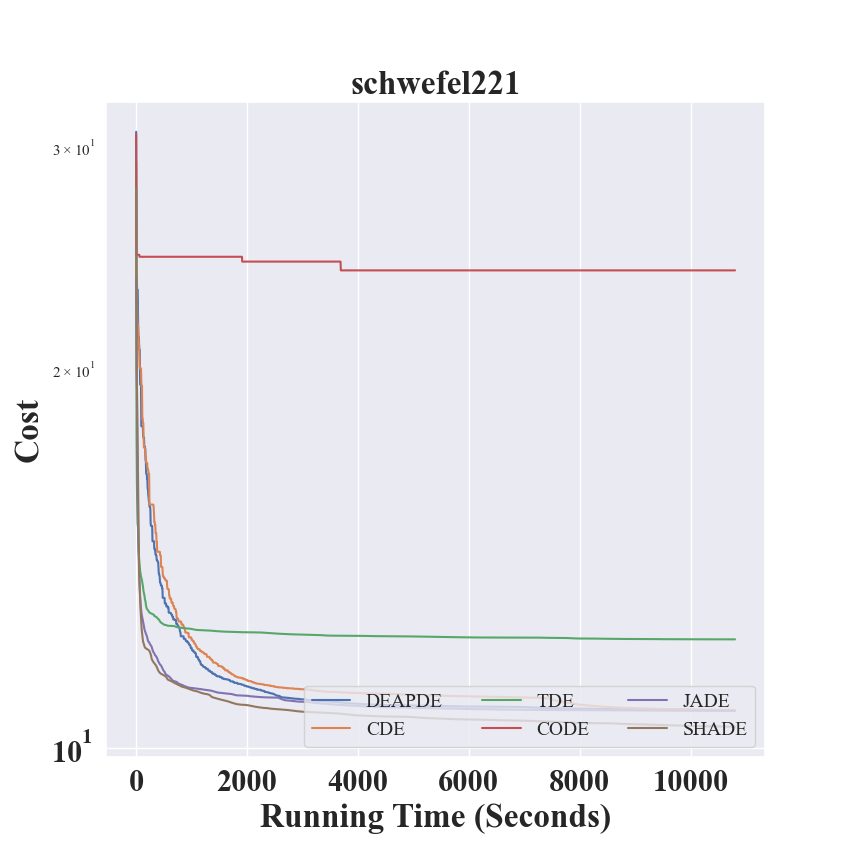 schwefel221
3 × 10¹
2 × 10¹
10¹
Cost
0 2000 4000 6000 8000 10000
Running Time (Seconds)
DEAPDE TDE JADE
CDE CODE SHADE